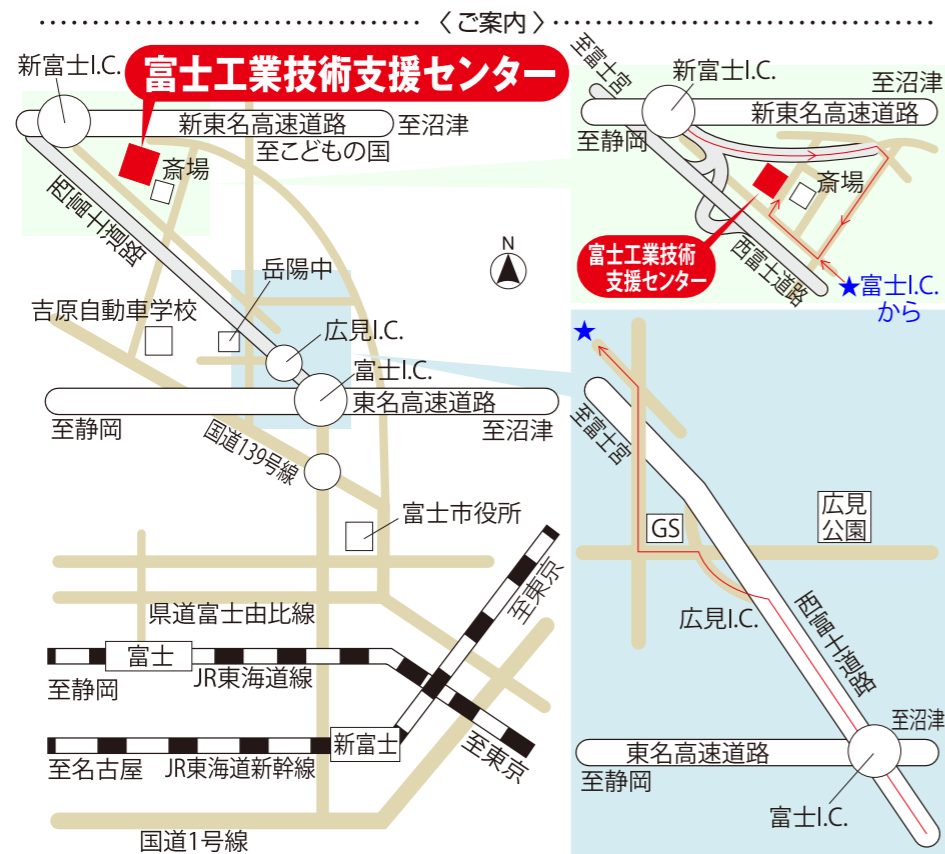 〈ご案内〉
新富士I.C.
富士工業技術支援センター
新東名高速道路
至沼津
至こどもの国
斎場
西富士道路
N
岳陽中
吉原自動車学校
広見I.C.
富士I.C.
東名高速道路
至静岡
至沼津
国道139号線
富士市役所
至東京
県道富士由比線
富士
至静岡
JR東海道線
新富士
至東京
至名古屋
JR東海道新幹線
国道1号線
至富士宮
新富士I.C.
至沼津
新東名高速道路
至静岡
斎場
富士工業技術
支援センター
西富士道路
★富士I.C.
から
★
至富士宮
GS
広見
公園
広見I.C.
西富士道路
至沼津
東名高速道路
至静岡
富士I.C.